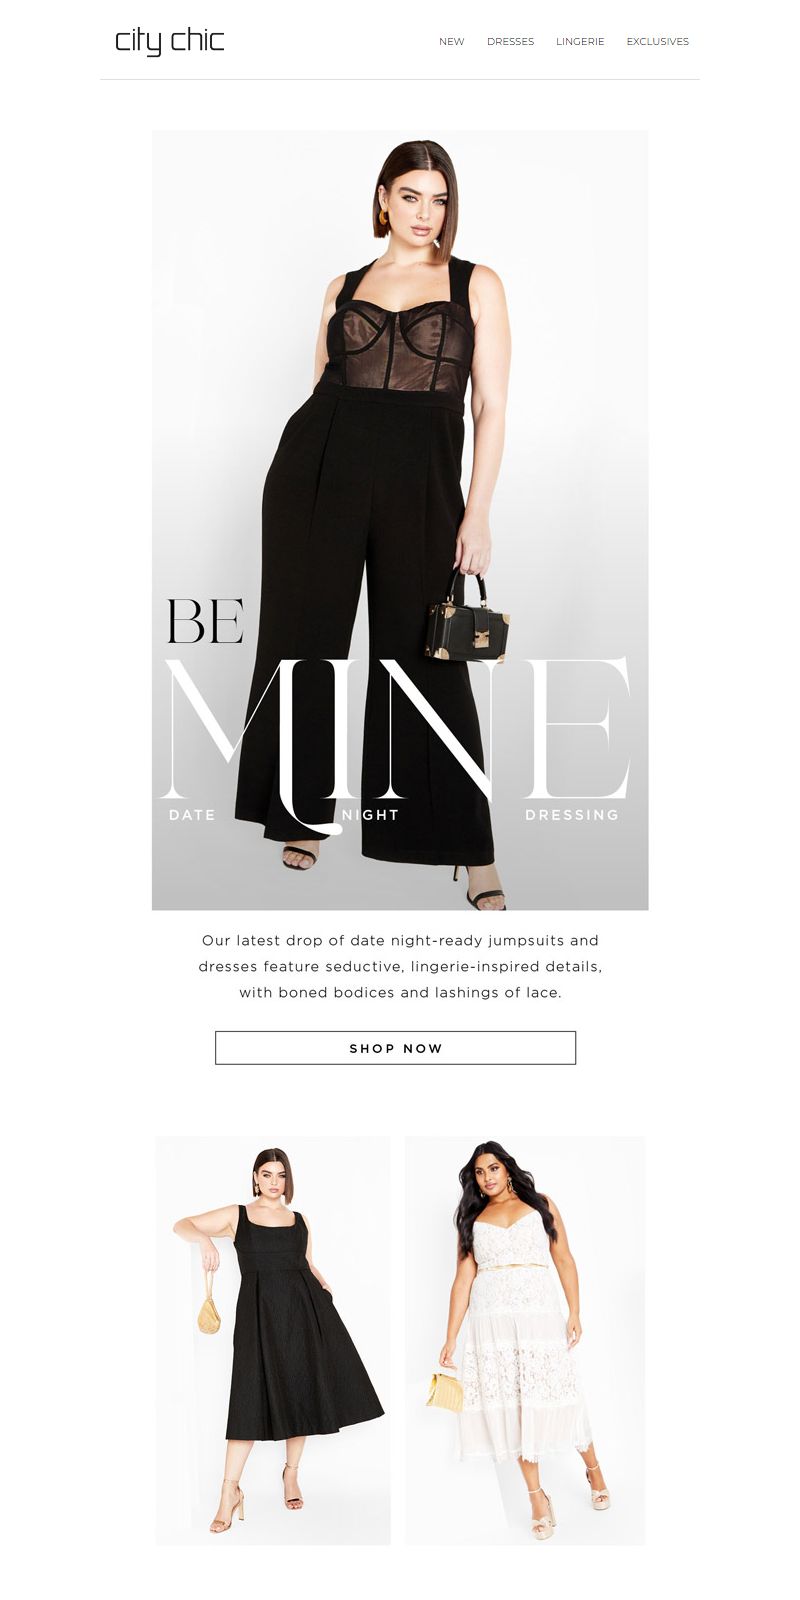 city chic
NEW DRESSES LINGERIE EXCLUSIVES
BE
MINE
DATE NIGHT DRESSING
Our latest drop of date night-ready jumpsuits and
dresses feature seductive, lingerie-inspired details,
with boned bodices and lashings of lace.
SHOP NOW